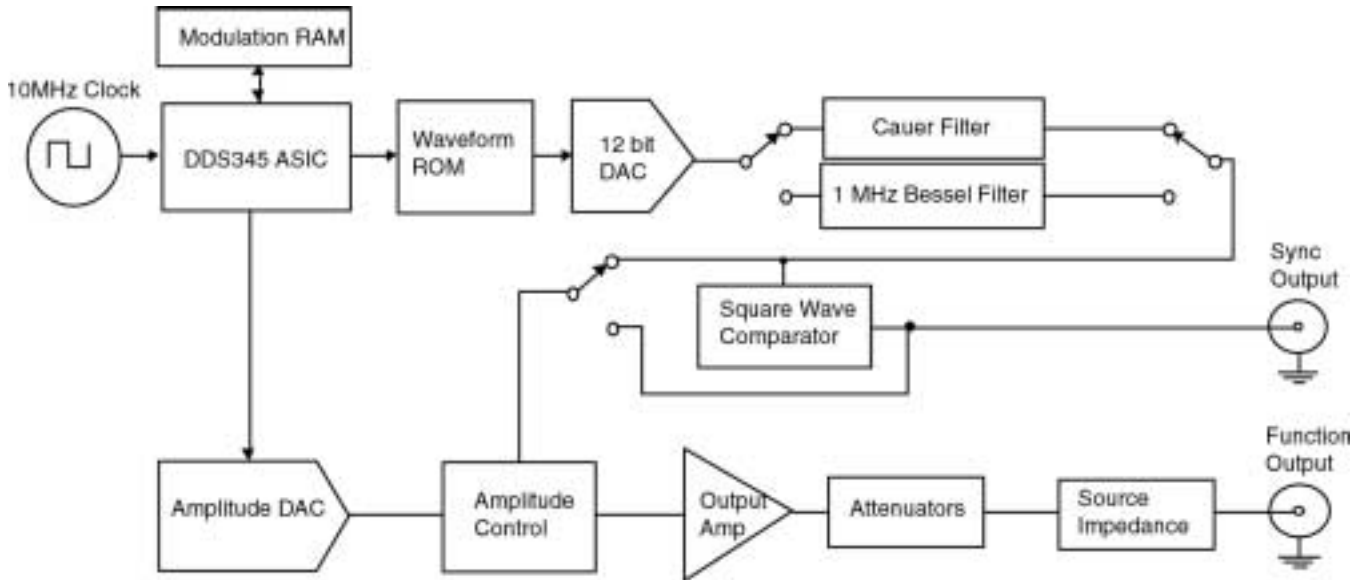 Modulation RAM
10MHz Clock
DDS345 ASIC
Waveform
ROM
12 bit
DAC
Cauer Filter
1 MHz Bessel Filter
Square Wave
Comparator
Sync
Output
Amplitude DAC
Amplitude
Control
Output
Amp
Attenuators
Source
Impedance
Function
Output